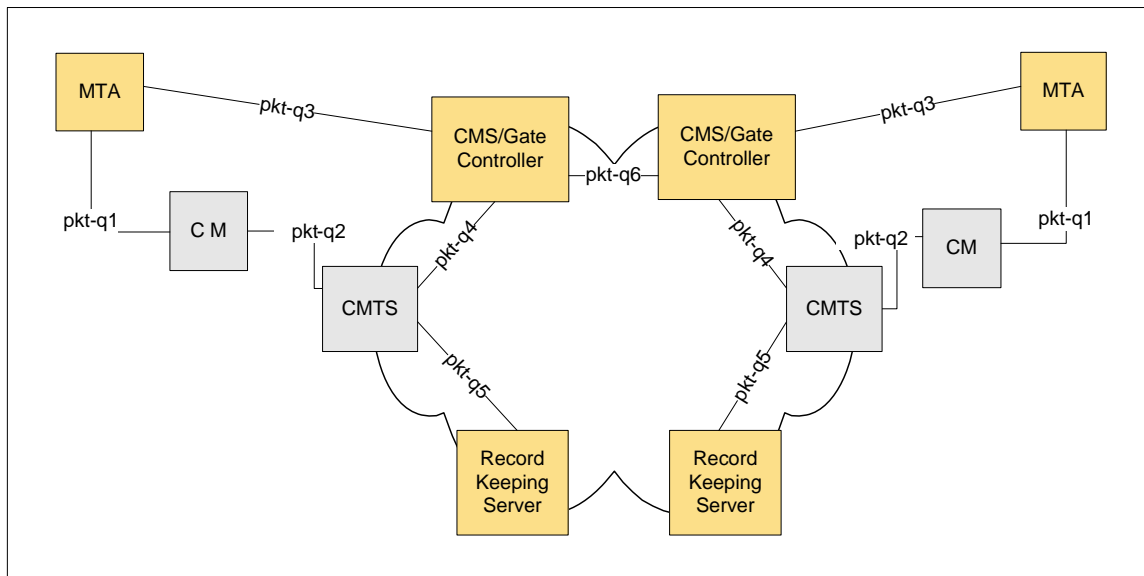 MTA
MTA
pkt-q3
pkt-q3
CMS/Gate
Controller
CMS/Gate
Controller
pkt-q6
pkt-q1
C M
pkt-q2
pkt-q4
pkt-q4
pkt-q2
CM
pkt-q1
CMTS
CMTS
pkt-q5
pkt-q5
Record
Keeping
Server
Record
Keeping
Server